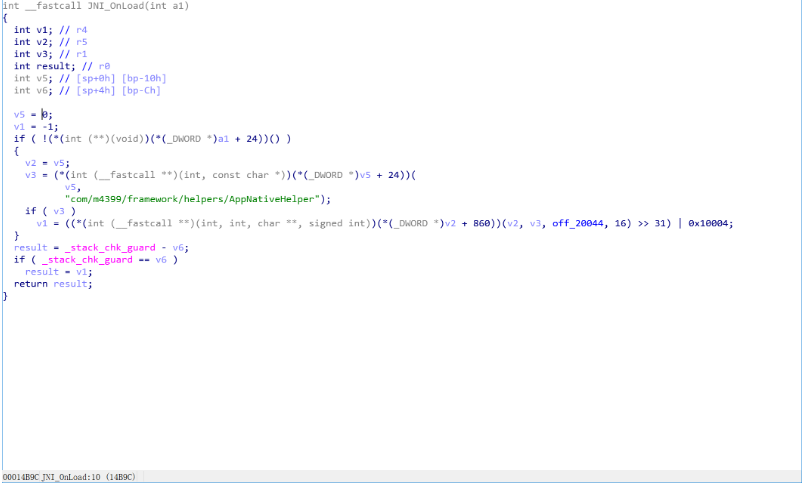 int __fastcall JNI_OnLoad(int a1)
{
int v1; // r4
int v2; // r5
int v3; // r1
int result; // r0
int v5; // [sp+0h] [bp-10h]
int v6; // [sp+4h] [bp-Ch]
v5 = 0;
v1 = -1;
if ( !(*(int (**)(void))(*(_DWORD *)a1 + 24))() )
{
v2 = v5;
v3 = (*(int (__fastcall **)(int, const char *))(*(_DWORD *)v5 + 24))(
v5,
"com/m4399/framework/helpers/AppNativeHelper");
if ( v3 )
v1 = ((*(int (__fastcall **)(int, int, char **, signed int))(*(_DWORD *)v2 + 860))(v2, v3, off_20044, 16) >> 31) | 0x10004;
}
result = _stack_chk_guard - v6;
if ( _stack_chk_guard == v6 )
result = v1;
return result;
}
00014B9C JNI_OnLoad:10 (14B9C)